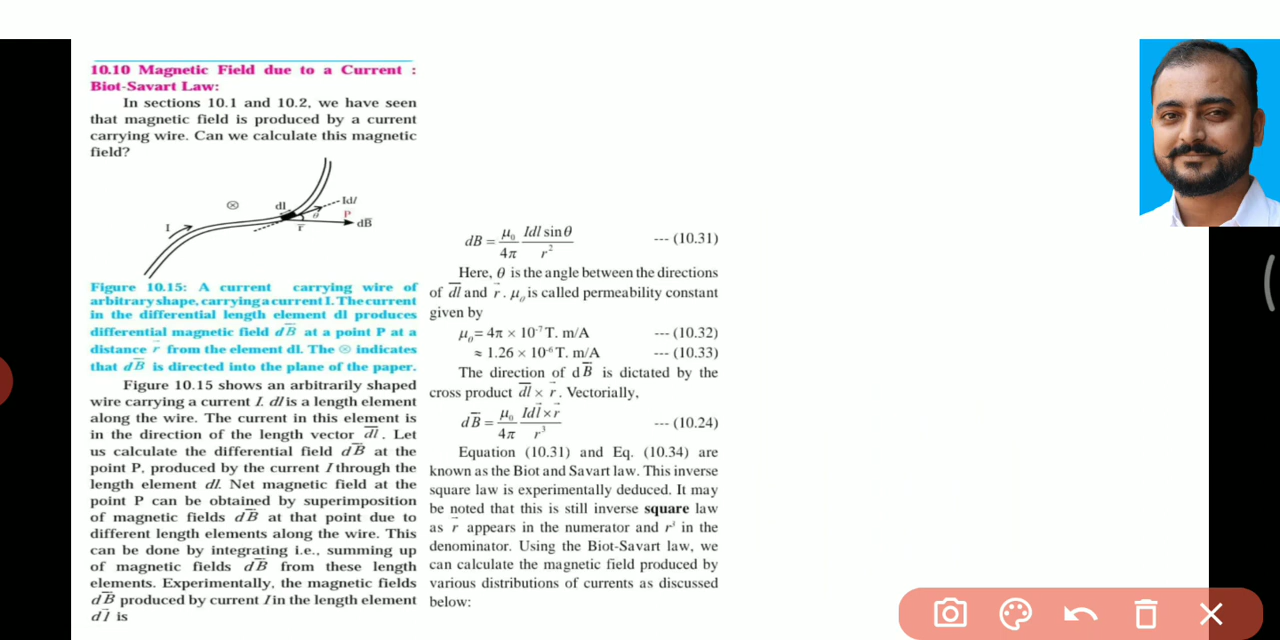 10.10 Magnetic Field due to a Current :
Biot-Savart Law:
In sections 10.1 and 10.2, we have seen
that magnetic field is produced by a current
carrying wire. Can we calculate this magnetic
field?
⊗ dl Idl
I θ P
r̅ dB̅
Figure 10.15: A current carrying wire of
arbitrary shape, carrying a current I. The current
in the differential length element dl produces
differential magnetic field dB̅ at a point P at a
distance r⃗ from the element dl. The ⊗ indicates
that dB̅ is directed into the plane of the paper.
Figure 10.15 shows an arbitrarily shaped
wire carrying a current I. dl is a length element
along the wire. The current in this element is
in the direction of the length vector d̅l̅. Let
us calculate the differential field dB̅ at the
point P, produced by the current I through the
length element dl. Net magnetic field at the
point P can be obtained by superimposition
of magnetic fields dB̅ at that point due to
different length elements along the wire. This
can be done by integrating i.e., summing up
of magnetic fields dB̅ from these length
elements. Experimentally, the magnetic fields
dB̅ produced by current I in the length element
dl⃗ is
dB = μ₀/4π Idl sinθ/r² --- (10.31)
Here, θ is the angle between the directions
of d̅l̅ and r⃗. μ₀ is called permeability constant
given by
μ₀= 4π × 10⁻⁷ T. m/A --- (10.32)
≈ 1.26 × 10⁻⁶ T. m/A --- (10.33)
The direction of dB̅ is dictated by the
cross product d̅l̅ × r⃗. Vectorially,
dB̅ = μ₀/4π Idl⃗×r⃗/r³ --- (10.24)
Equation (10.31) and Eq. (10.34) are
known as the Biot and Savart law. This inverse
square law is experimentally deduced. It may
be noted that this is still inverse square law
as r⃗ appears in the numerator and r³ in the
denominator. Using the Biot-Savart law, we
can calculate the magnetic field produced by
various distributions of currents as discussed
below: